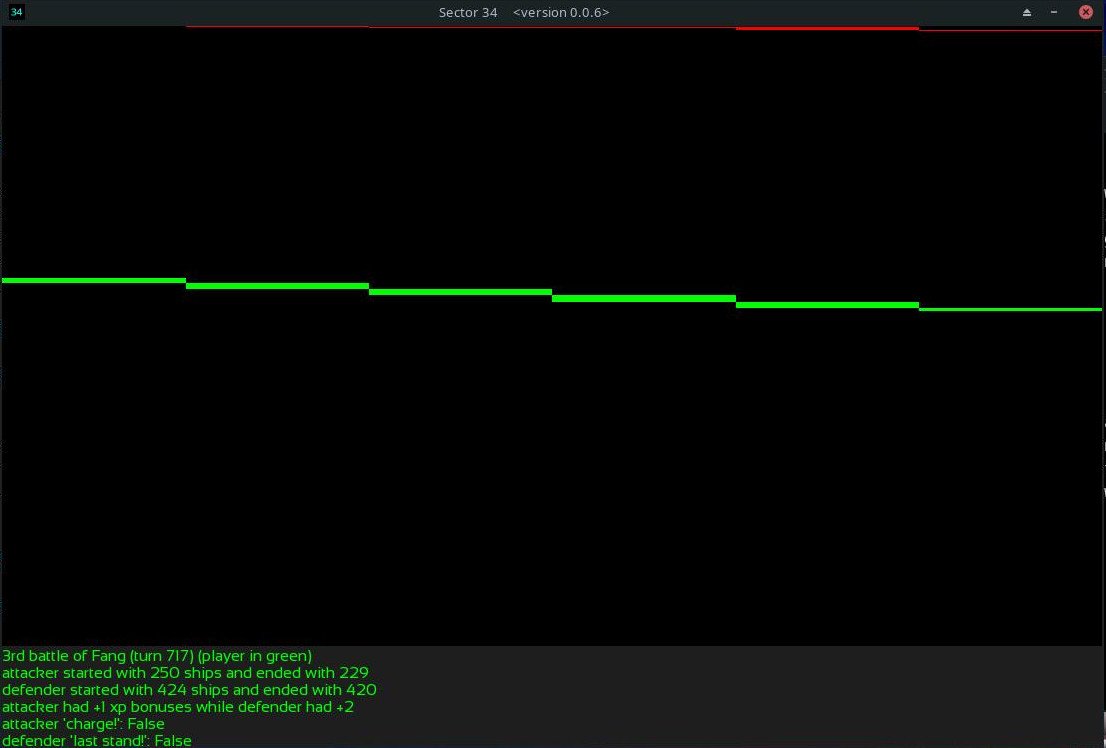 34
Sector 34 <version 0.0.6>
3rd battle of Fang (turn 717) (player in green)
attacker started with 250 ships and ended with 229
defender started with 424 ships and ended with 420
attacker had +1 xp bonuses while defender had +2
attacker 'charge!': False
defender 'last stand!': False